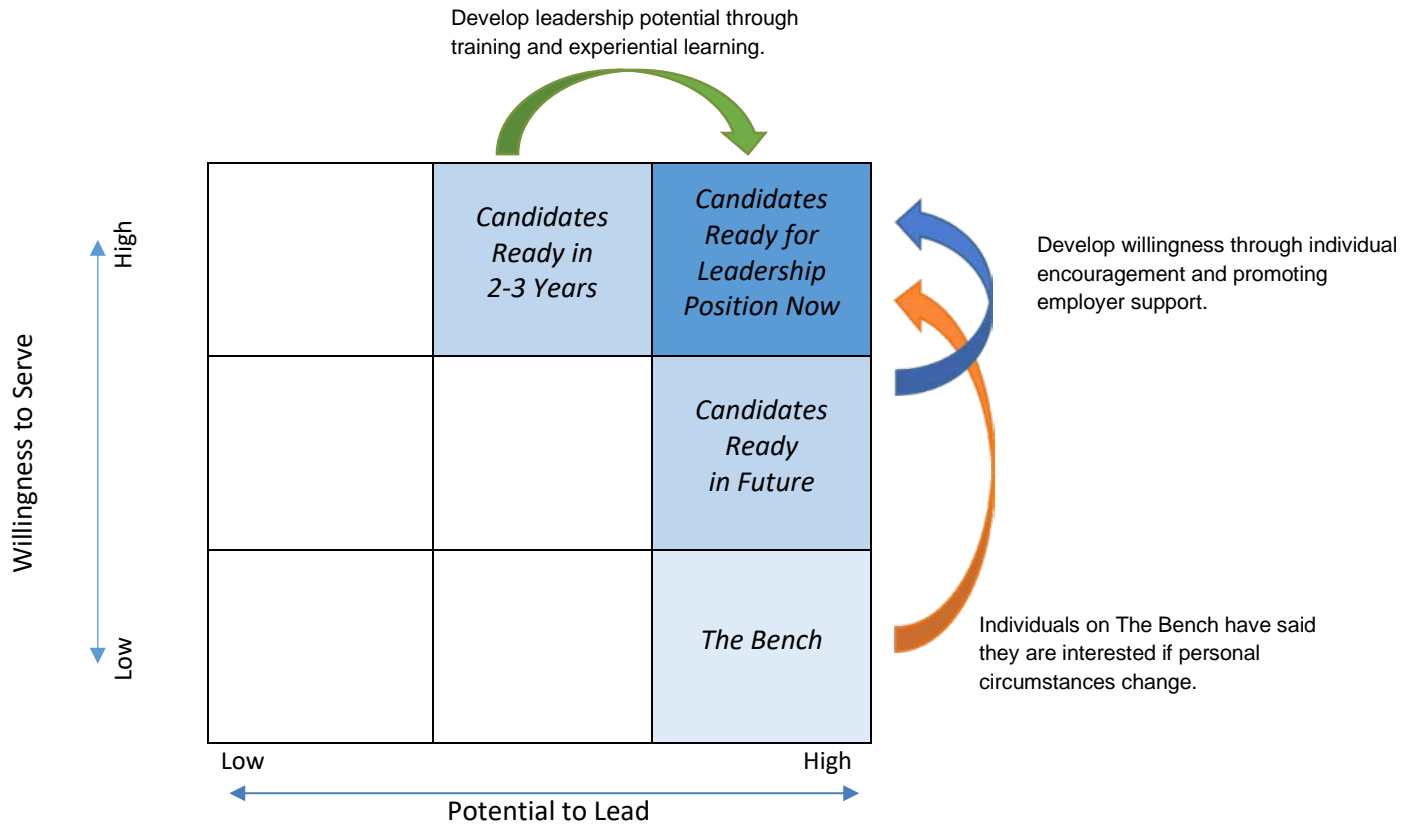 Develop leadership potential through
training and experiential learning.
Candidates
Ready in
2-3 Years
Candidates
Ready for
Leadership
Position Now
High
Develop willingness through individual
encouragement and promoting
employer support.
Willingness to Serve
Candidates
Ready
in Future
The Bench
Low
Individuals on The Bench have said
they are interested if personal
circumstances change.
Low
High
Potential to Lead